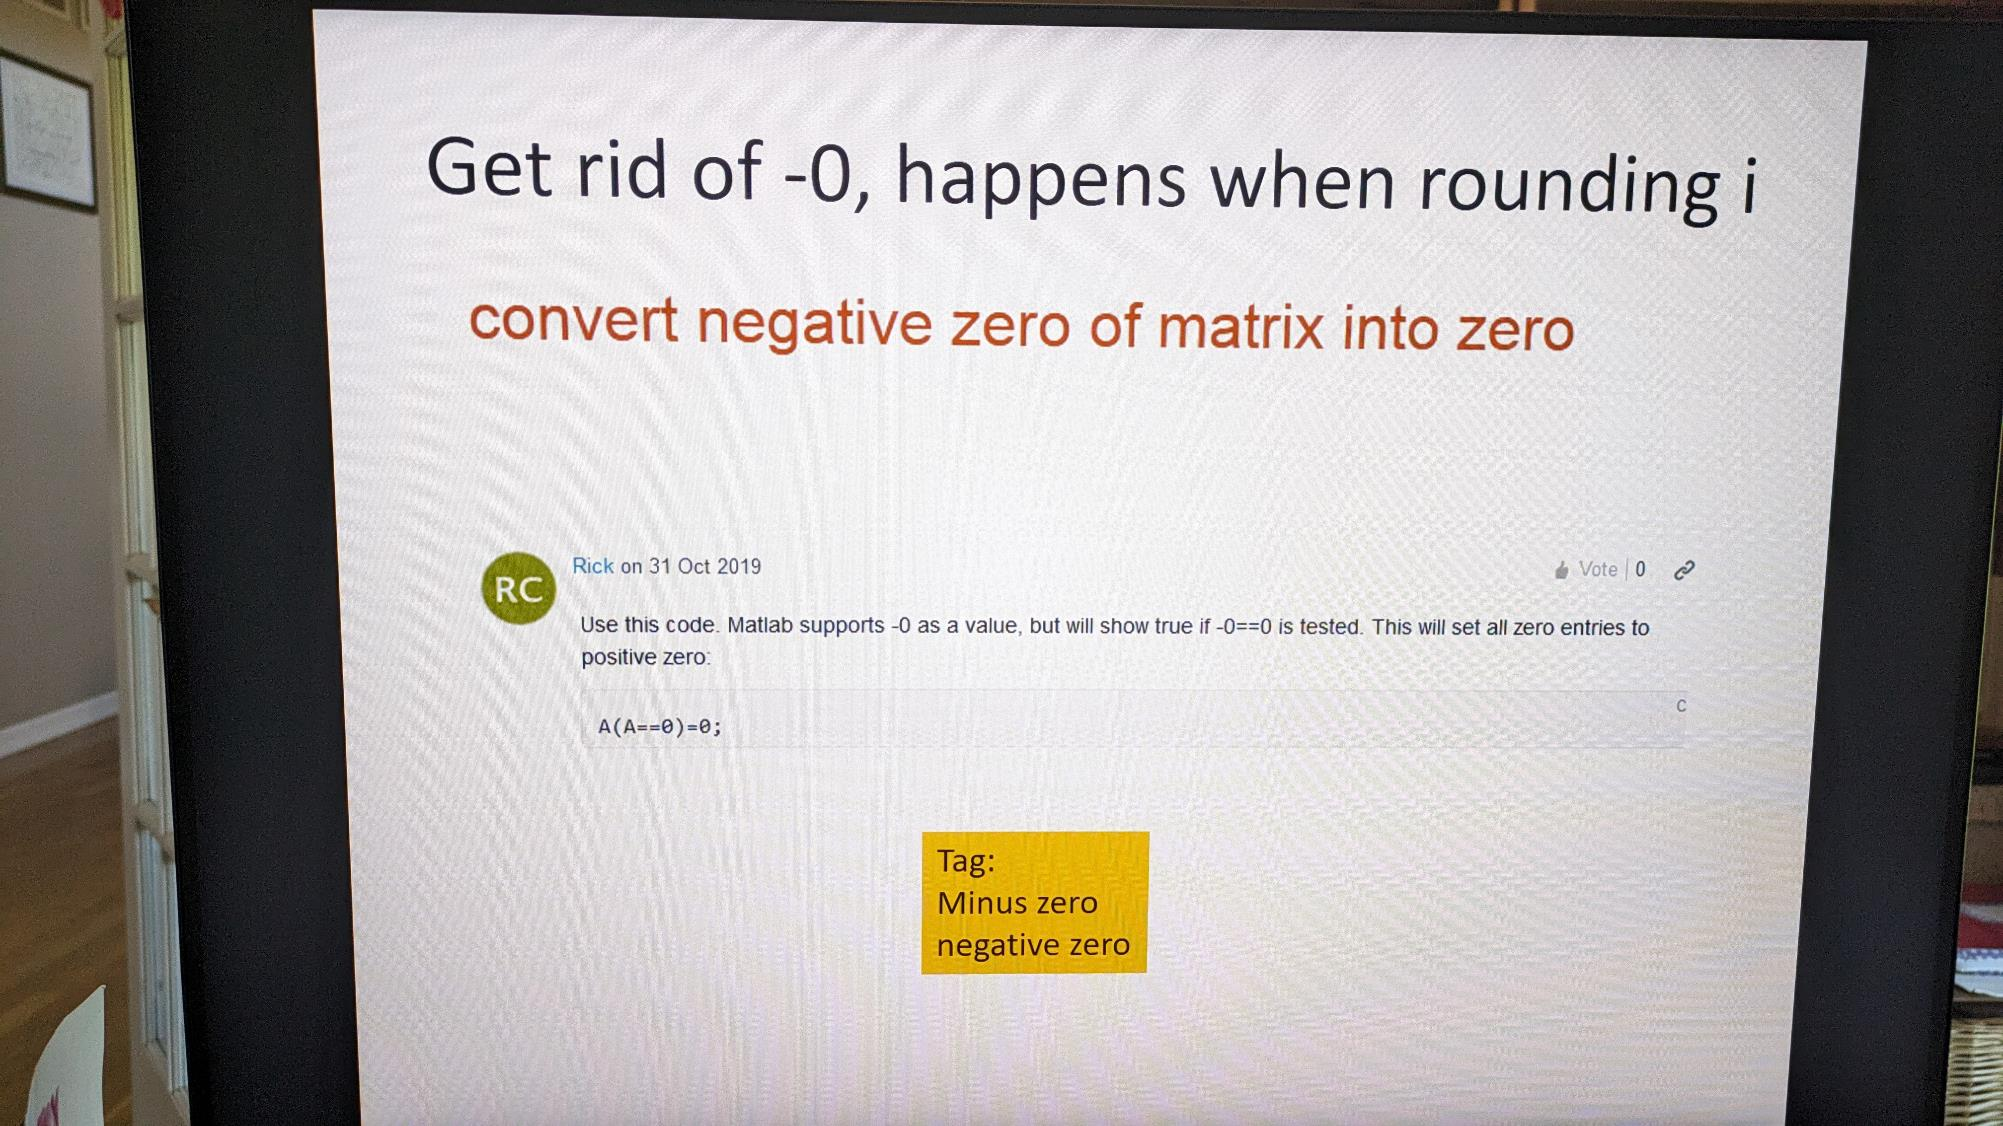 Get rid of -0, happens when rounding i
convert negative zero of matrix into zero
RC
Rick on 31 Oct 2019
Vote | 0
Use this code. Matlab supports -0 as a value, but will show true if -0==0 is tested. This will set all zero entries to
positive zero:
C
A(A==0)=0;
Tag:
Minus zero
negative zero